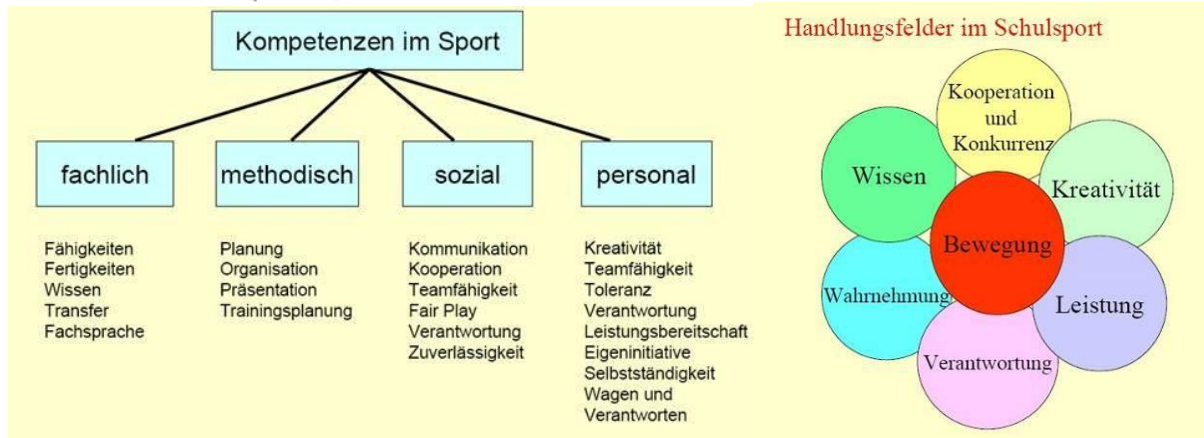 Kompetenzen im Sport
fachlich
Fähigkeiten
Fertigkeiten
Wissen
Transfer
Fachsprache
methodisch
Planung
Organisation
Präsentation
Trainingsplanung
sozial
Kommunikation
Kooperation
Teamfähigkeit
Fair Play
Verantwortung
Zuverlässigkeit
personal
Kreativität
Teamfähigkeit
Toleranz
Verantwortung
Leistungsbereitschaft
Eigeninitiative
Selbstständigkeit
Wagen und
Verantworten
Handlungsfelder im Schulsport
Kooperation
und
Konkurrenz
Wissen
Kreativität
Bewegung
Wahrnehmung
Leistung
Verantwortung